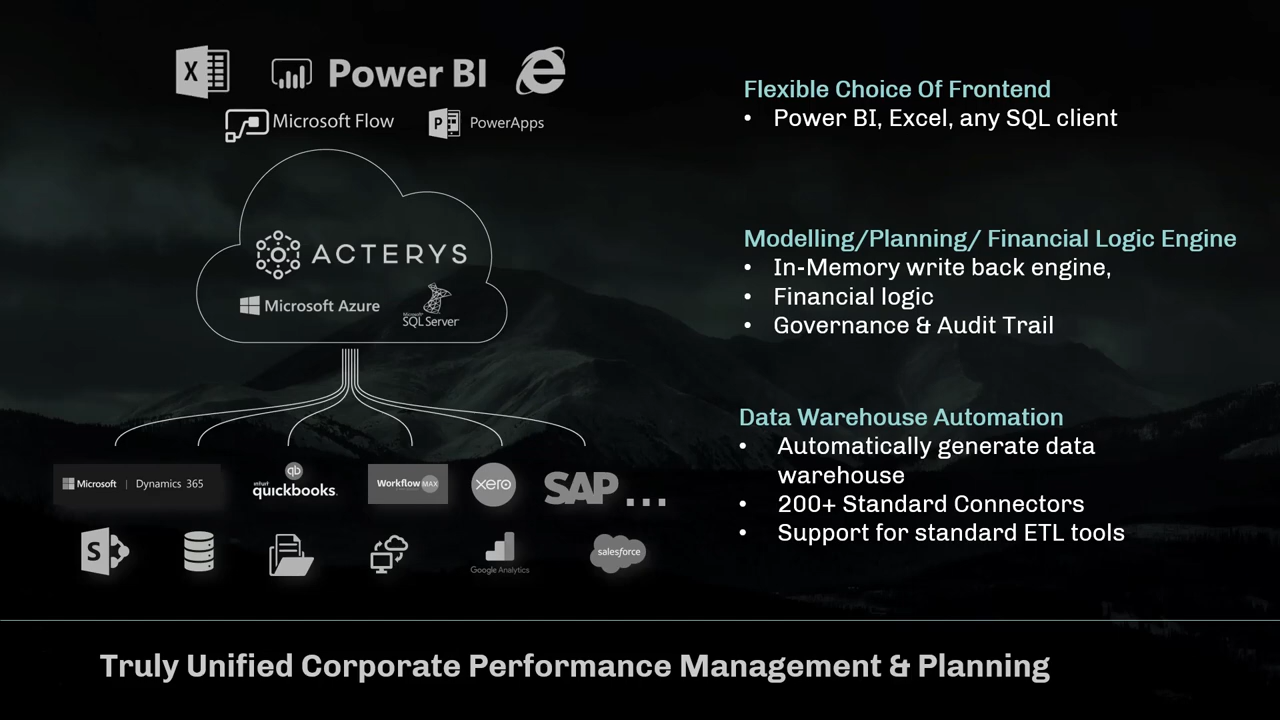 X
Power BI
Microsoft Flow
P
PowerApps
ACTERYS
Microsoft Azure
Microsoft
SQL Server
Microsoft | Dynamics 365
qb
intuit
quickbooks.
Workflow MAX
xero
SAP ...
S
Google Analytics
salesforce
Flexible Choice Of Frontend
• Power BI, Excel, any SQL client
Modelling/Planning/ Financial Logic Engine
• In-Memory write back engine,
• Financial logic
• Governance & Audit Trail
Data Warehouse Automation
• Automatically generate data
warehouse
• 200+ Standard Connectors
• Support for standard ETL tools
Truly Unified Corporate Performance Management & Planning